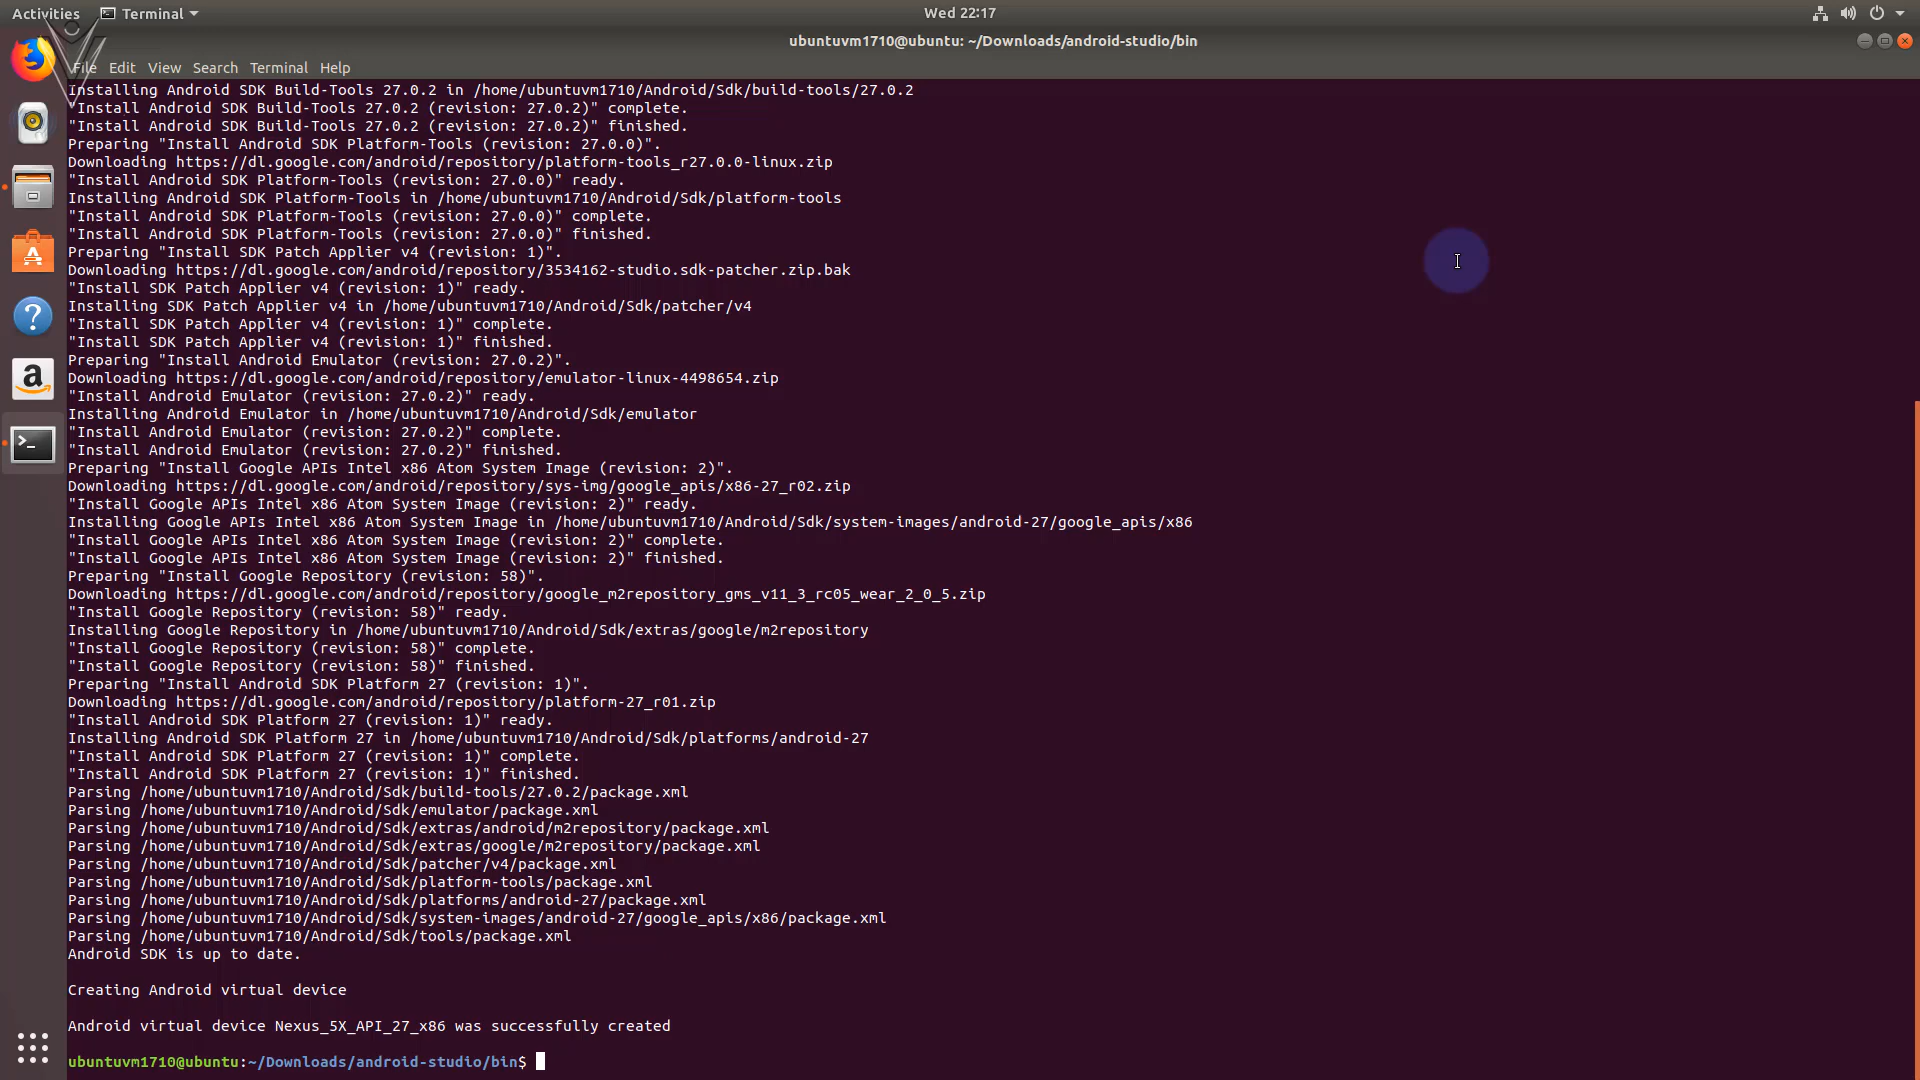 Activities Terminal Wed 22:17
ubuntuvm1710@ubuntu: ~/Downloads/android-studio/bin
File Edit View Search Terminal Help
Installing Android SDK Build-Tools 27.0.2 in /home/ubuntuvm1710/Android/Sdk/build-tools/27.0.2
"Install Android SDK Build-Tools 27.0.2 (revision: 27.0.2)" complete.
"Install Android SDK Build-Tools 27.0.2 (revision: 27.0.2)" finished.
Preparing "Install Android SDK Platform-Tools (revision: 27.0.0)".
Downloading https://dl.google.com/android/repository/platform-tools_r27.0.0-linux.zip
"Install Android SDK Platform-Tools (revision: 27.0.0)" ready.
Installing Android SDK Platform-Tools in /home/ubuntuvm1710/Android/Sdk/platform-tools
"Install Android SDK Platform-Tools (revision: 27.0.0)" complete.
"Install Android SDK Platform-Tools (revision: 27.0.0)" finished.
Preparing "Install SDK Patch Applier v4 (revision: 1)".
Downloading https://dl.google.com/android/repository/3534162-studio.sdk-patcher.zip.bak
"Install SDK Patch Applier v4 (revision: 1)" ready.
Installing SDK Patch Applier v4 in /home/ubuntuvm1710/Android/Sdk/patcher/v4
"Install SDK Patch Applier v4 (revision: 1)" complete.
"Install SDK Patch Applier v4 (revision: 1)" finished.
Preparing "Install Android Emulator (revision: 27.0.2)".
Downloading https://dl.google.com/android/repository/emulator-linux-4498654.zip
"Install Android Emulator (revision: 27.0.2)" ready.
Installing Android Emulator in /home/ubuntuvm1710/Android/Sdk/emulator
"Install Android Emulator (revision: 27.0.2)" complete.
"Install Android Emulator (revision: 27.0.2)" finished.
Preparing "Install Google APIs Intel x86 Atom System Image (revision: 2)".
Downloading https://dl.google.com/android/repository/sys-img/google_apis/x86-27_r02.zip
"Install Google APIs Intel x86 Atom System Image (revision: 2)" ready.
Installing Google APIs Intel x86 Atom System Image in /home/ubuntuvm1710/Android/Sdk/system-images/android-27/google_apis/x86
"Install Google APIs Intel x86 Atom System Image (revision: 2)" complete.
"Install Google APIs Intel x86 Atom System Image (revision: 2)" finished.
Preparing "Install Google Repository (revision: 58)".
Downloading https://dl.google.com/android/repository/google_m2repository_gms_v11_3_rc05_wear_2_0_5.zip
"Install Google Repository (revision: 58)" ready.
Installing Google Repository in /home/ubuntuvm1710/Android/Sdk/extras/google/m2repository
"Install Google Repository (revision: 58)" complete.
"Install Google Repository (revision: 58)" finished.
Preparing "Install Android SDK Platform 27 (revision: 1)".
Downloading https://dl.google.com/android/repository/platform-27_r01.zip
"Install Android SDK Platform 27 (revision: 1)" ready.
Installing Android SDK Platform 27 in /home/ubuntuvm1710/Android/Sdk/platforms/android-27
"Install Android SDK Platform 27 (revision: 1)" complete.
"Install Android SDK Platform 27 (revision: 1)" finished.
Parsing /home/ubuntuvm1710/Android/Sdk/build-tools/27.0.2/package.xml
Parsing /home/ubuntuvm1710/Android/Sdk/emulator/package.xml
Parsing /home/ubuntuvm1710/Android/Sdk/extras/android/m2repository/package.xml
Parsing /home/ubuntuvm1710/Android/Sdk/extras/google/m2repository/package.xml
Parsing /home/ubuntuvm1710/Android/Sdk/patcher/v4/package.xml
Parsing /home/ubuntuvm1710/Android/Sdk/platform-tools/package.xml
Parsing /home/ubuntuvm1710/Android/Sdk/platforms/android-27/package.xml
Parsing /home/ubuntuvm1710/Android/Sdk/system-images/android-27/google_apis/x86/package.xml
Parsing /home/ubuntuvm1710/Android/Sdk/tools/package.xml
Android SDK is up to date.
Creating Android virtual device
Android virtual device Nexus_5X_API_27_x86 was successfully created
ubuntuvm1710@ubuntu:~/Downloads/android-studio/bin$